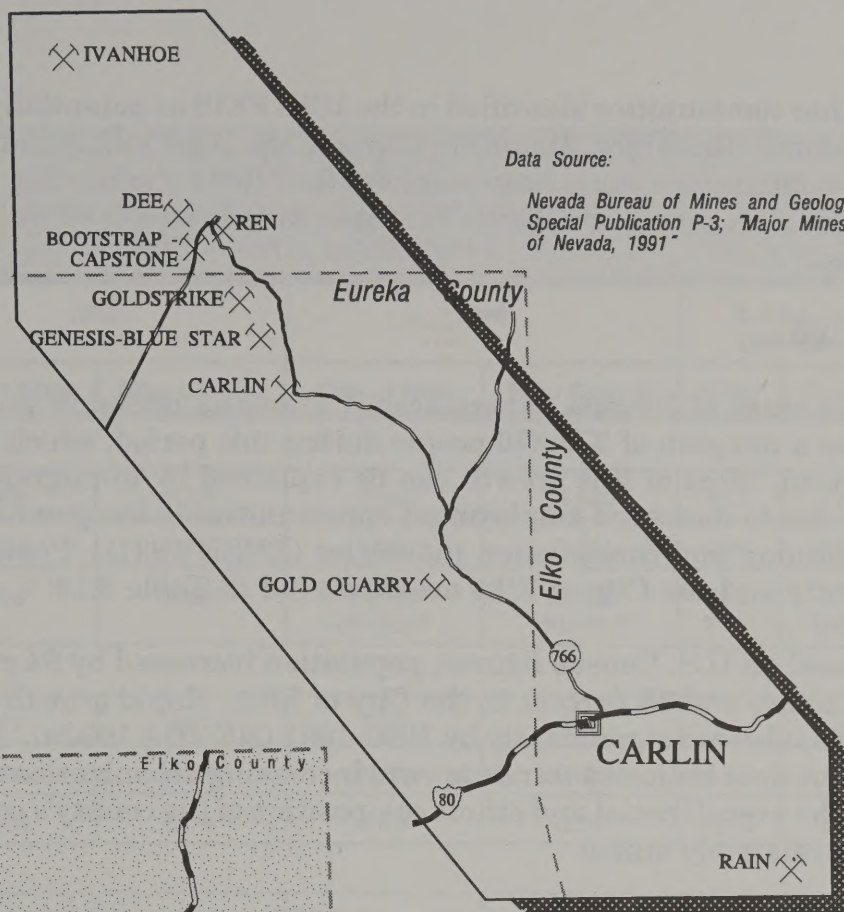 IVANHOE
Data Source:
Nevada Bureau of Mines and Geolog
Special Publication P-3; "Major Mines
of Nevada, 1991"
DEE
REN
BOOTSTRAP -
CAPSTONE
Eureka County
GOLDSTRIKE
GENESIS-BLUE STAR
CARLIN
Elko County
GOLD QUARRY
766
CARLIN
Elko County
80
RAIN